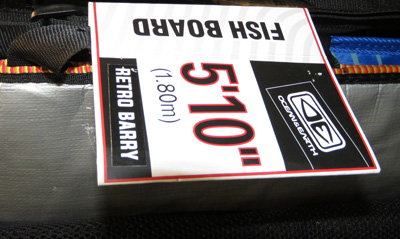 OCEAN&EARTH
FISH BOARD
5'10"
(1.80m)
RETRO BARRY